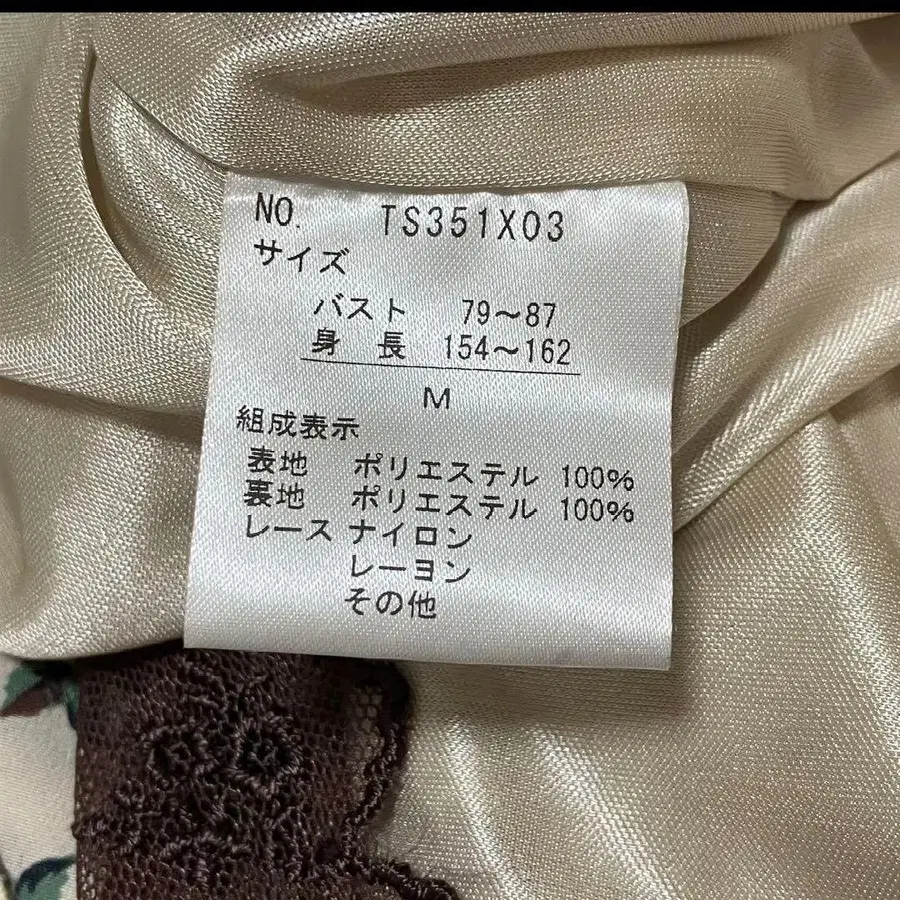 NO. TS351X03
サイズ
バスト 79〜87
身長 154〜162
M
組成表示
表地 ポリエステル 100%
裏地 ポリエステル 100%
レース ナイロン
レーヨン
その他